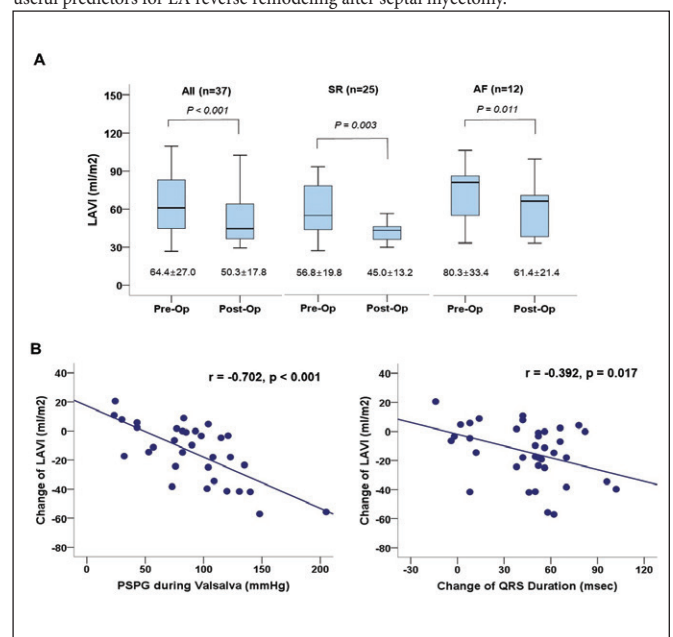 useful predictors for LA reverse remodeling after septal myectomy.
A
All (n=37) SR (n=25) AF (n=12)
P < 0.001 P = 0.003 P = 0.011
LAVI (ml/m2)
150
120
90
60
30
0
64.4±27.0 50.3±17.8 56.8±19.8 45.0±13.2 80.3±33.4 61.4±21.4
Pre-Op Post-Op Pre-Op Post-Op Pre-Op Post-Op
B
r = -0.702, p < 0.001
Change of LAVI (ml/m2)
40
20
0
-20
-40
-60
-80
0 50 100 150 200
PSPG during Valsalva (mmHg)
r = -0.392, p = 0.017
Change of LAVI (ml/m2)
40
20
0
-20
-40
-60
-80
-30 0 30 60 90 120
Change of QRS Duration (msec)